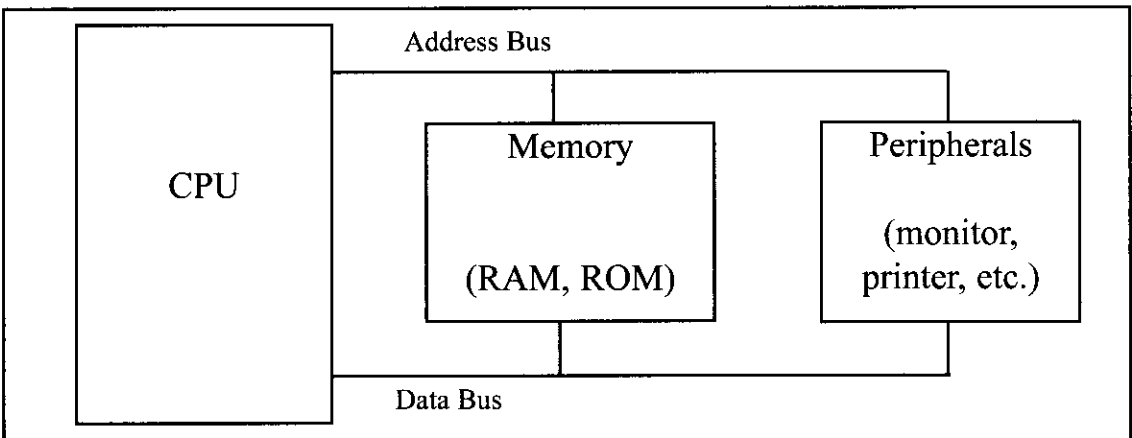 Address Bus
CPU
Memory
(RAM, ROM)
Peripherals
(monitor,
printer, etc.)
Data Bus